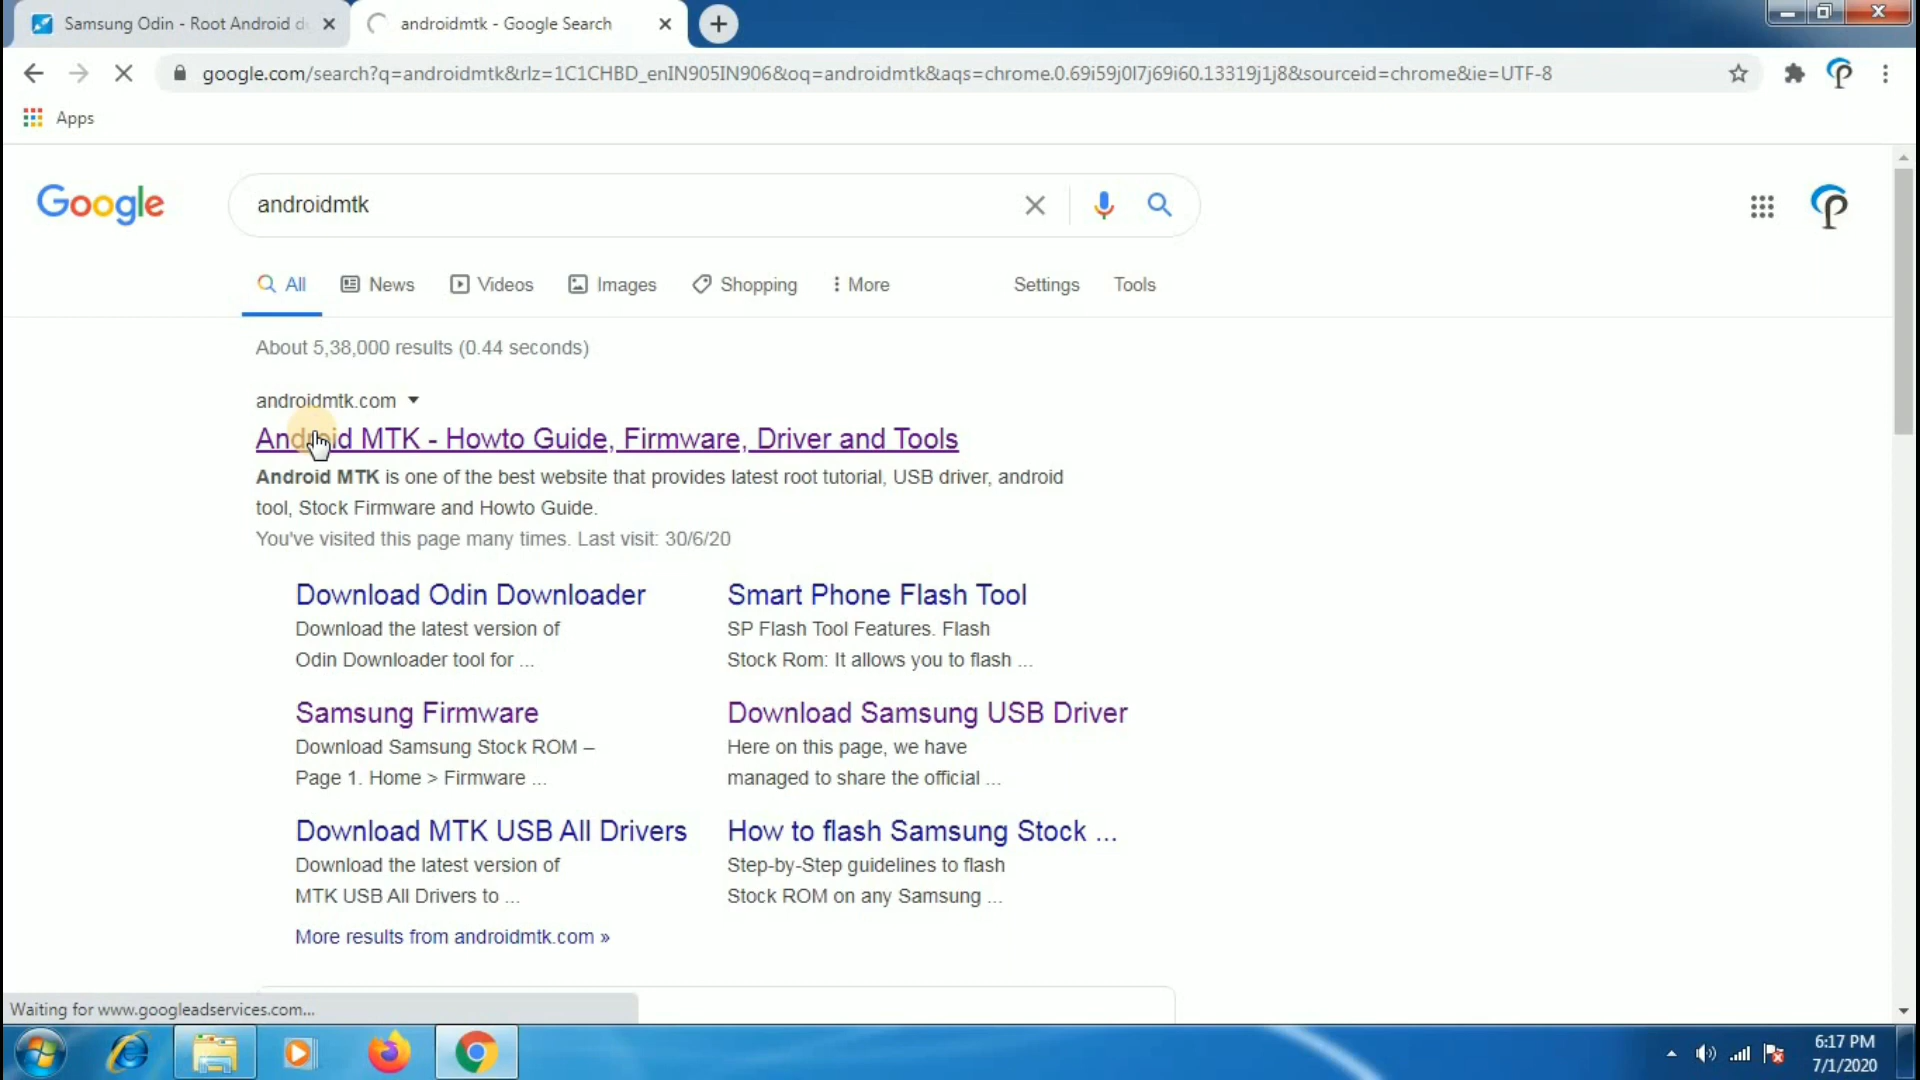 Samsung Odin - Root Android d
androidmtk - Google Search
google.com/search?q=androidmtk&rlz=1C1CHBD_enIN905IN906&oq=androidmtk&aqs=chrome.0.69i59j0l7j69i60.13319j1j8&sourceid=chrome&ie=UTF-8
Apps
Google
androidmtk
All News Videos Images Shopping More Settings Tools
About 5,38,000 results (0.44 seconds)
androidmtk.com
Android MTK - Howto Guide, Firmware, Driver and Tools
Android MTK is one of the best website that provides latest root tutorial, USB driver, android
tool, Stock Firmware and Howto Guide.
You've visited this page many times. Last visit: 30/6/20
Download Odin Downloader
Download the latest version of
Odin Downloader tool for ...
Smart Phone Flash Tool
SP Flash Tool Features. Flash
Stock Rom: It allows you to flash ...
Samsung Firmware
Download Samsung Stock ROM –
Page 1. Home > Firmware ...
Download Samsung USB Driver
Here on this page, we have
managed to share the official ...
Download MTK USB All Drivers
Download the latest version of
MTK USB All Drivers to ...
How to flash Samsung Stock ...
Step-by-Step guidelines to flash
Stock ROM on any Samsung ...
More results from androidmtk.com »
Waiting for www.googleadservices.com...
6:17 PM
7/1/2020